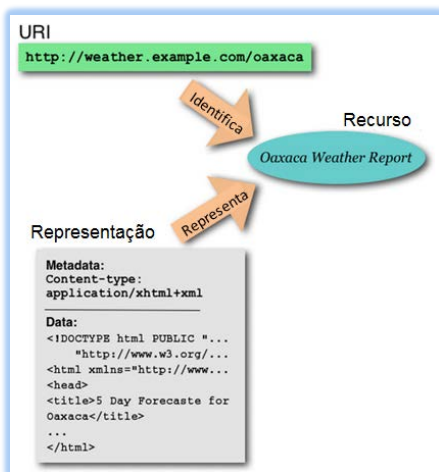 URI
http://weather.example.com/oaxaca
Identifica
Recurso
Oaxaca Weather Report
Representa
Representação
Metadata:
Content-type:
application/xhtml+xml
Data:
<!DOCTYPE html PUBLIC "...
"http://www.w3.org/...
<html xmlns="http://www...
<head>
<title>5 Day Forecaste for
Oaxaca</title>
...
</html>